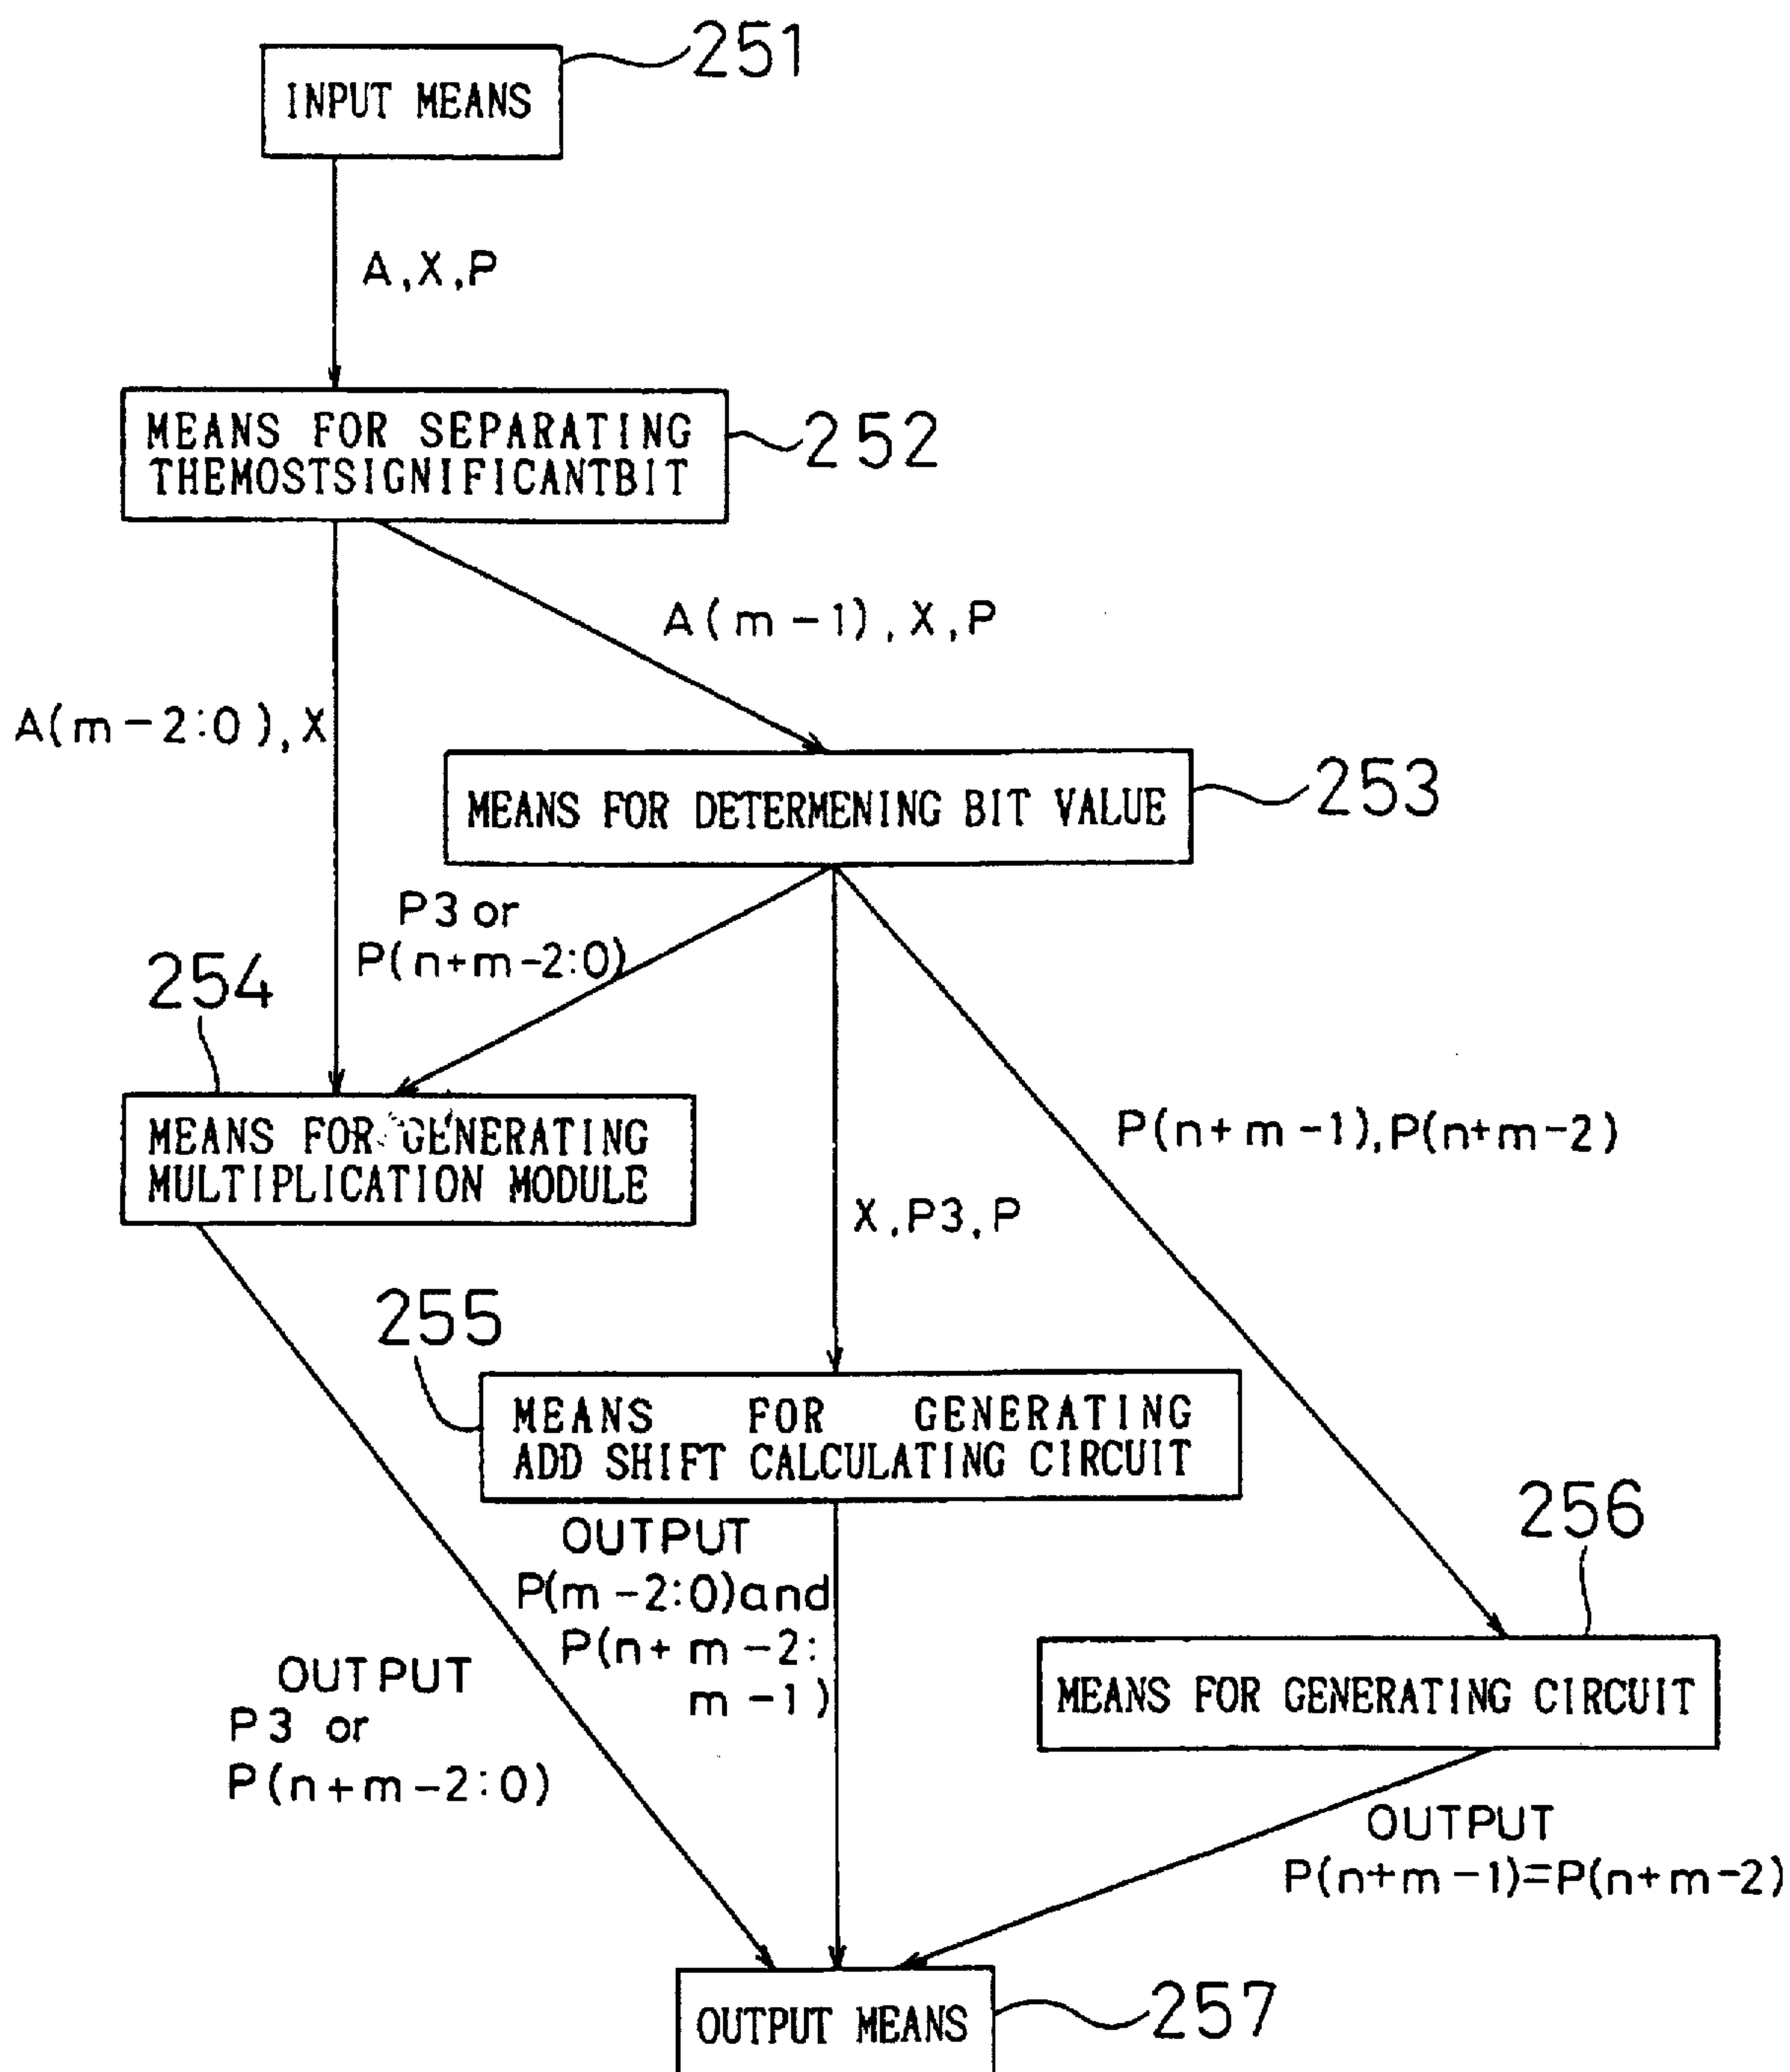 251
INPUT MEANS
A,X,P
MEANS FOR SEPARATING
THEMOSTSIGNIFICANTBIT
252
A(m-1),X,P
A(m-2:0),X
MEANS FOR DETERMENING BIT VALUE
253
P3 or
P(n+m-2:0)
254
MEANS FOR GENERATING
MULTIPLICATION MODULE
P(n+m-1),P(n+m-2)
X,P3,P
255
MEANS FOR GENERATING
ADD SHIFT CALCULATING CIRCUIT
256
OUTPUT
P(m-2:0)and
P(n+m-2:
m-1)
MEANS FOR GENERATING CIRCUIT
OUTPUT
P3 or
P(n+m-2:0)
OUTPUT
P(n+m-1)=P(n+m-2)
OUTPUT MEANS
257